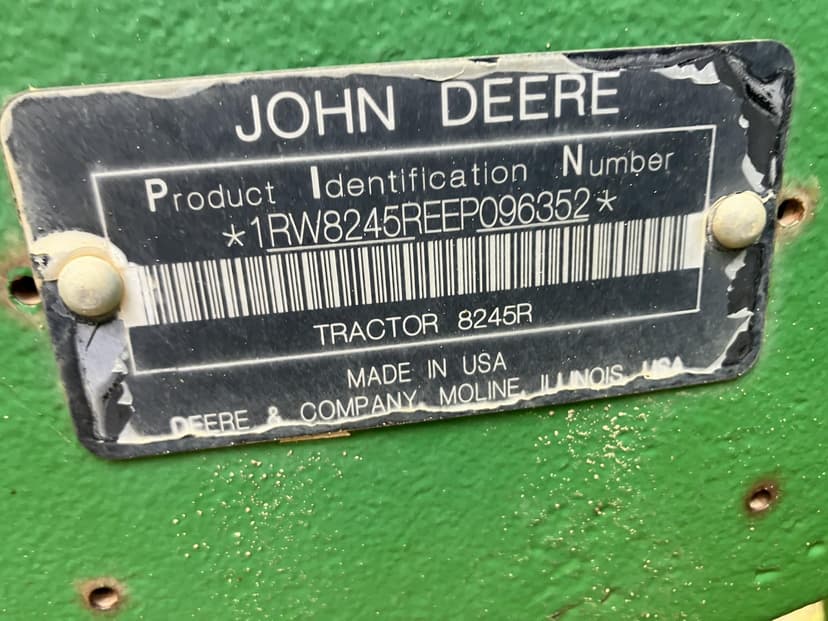 JOHN DEERE
Product Identification Number
*1RW8245REEP096352*
TRACTOR 8245R
MADE IN USA
DEERE & COMPANY, MOLINE, ILLINOIS, USA